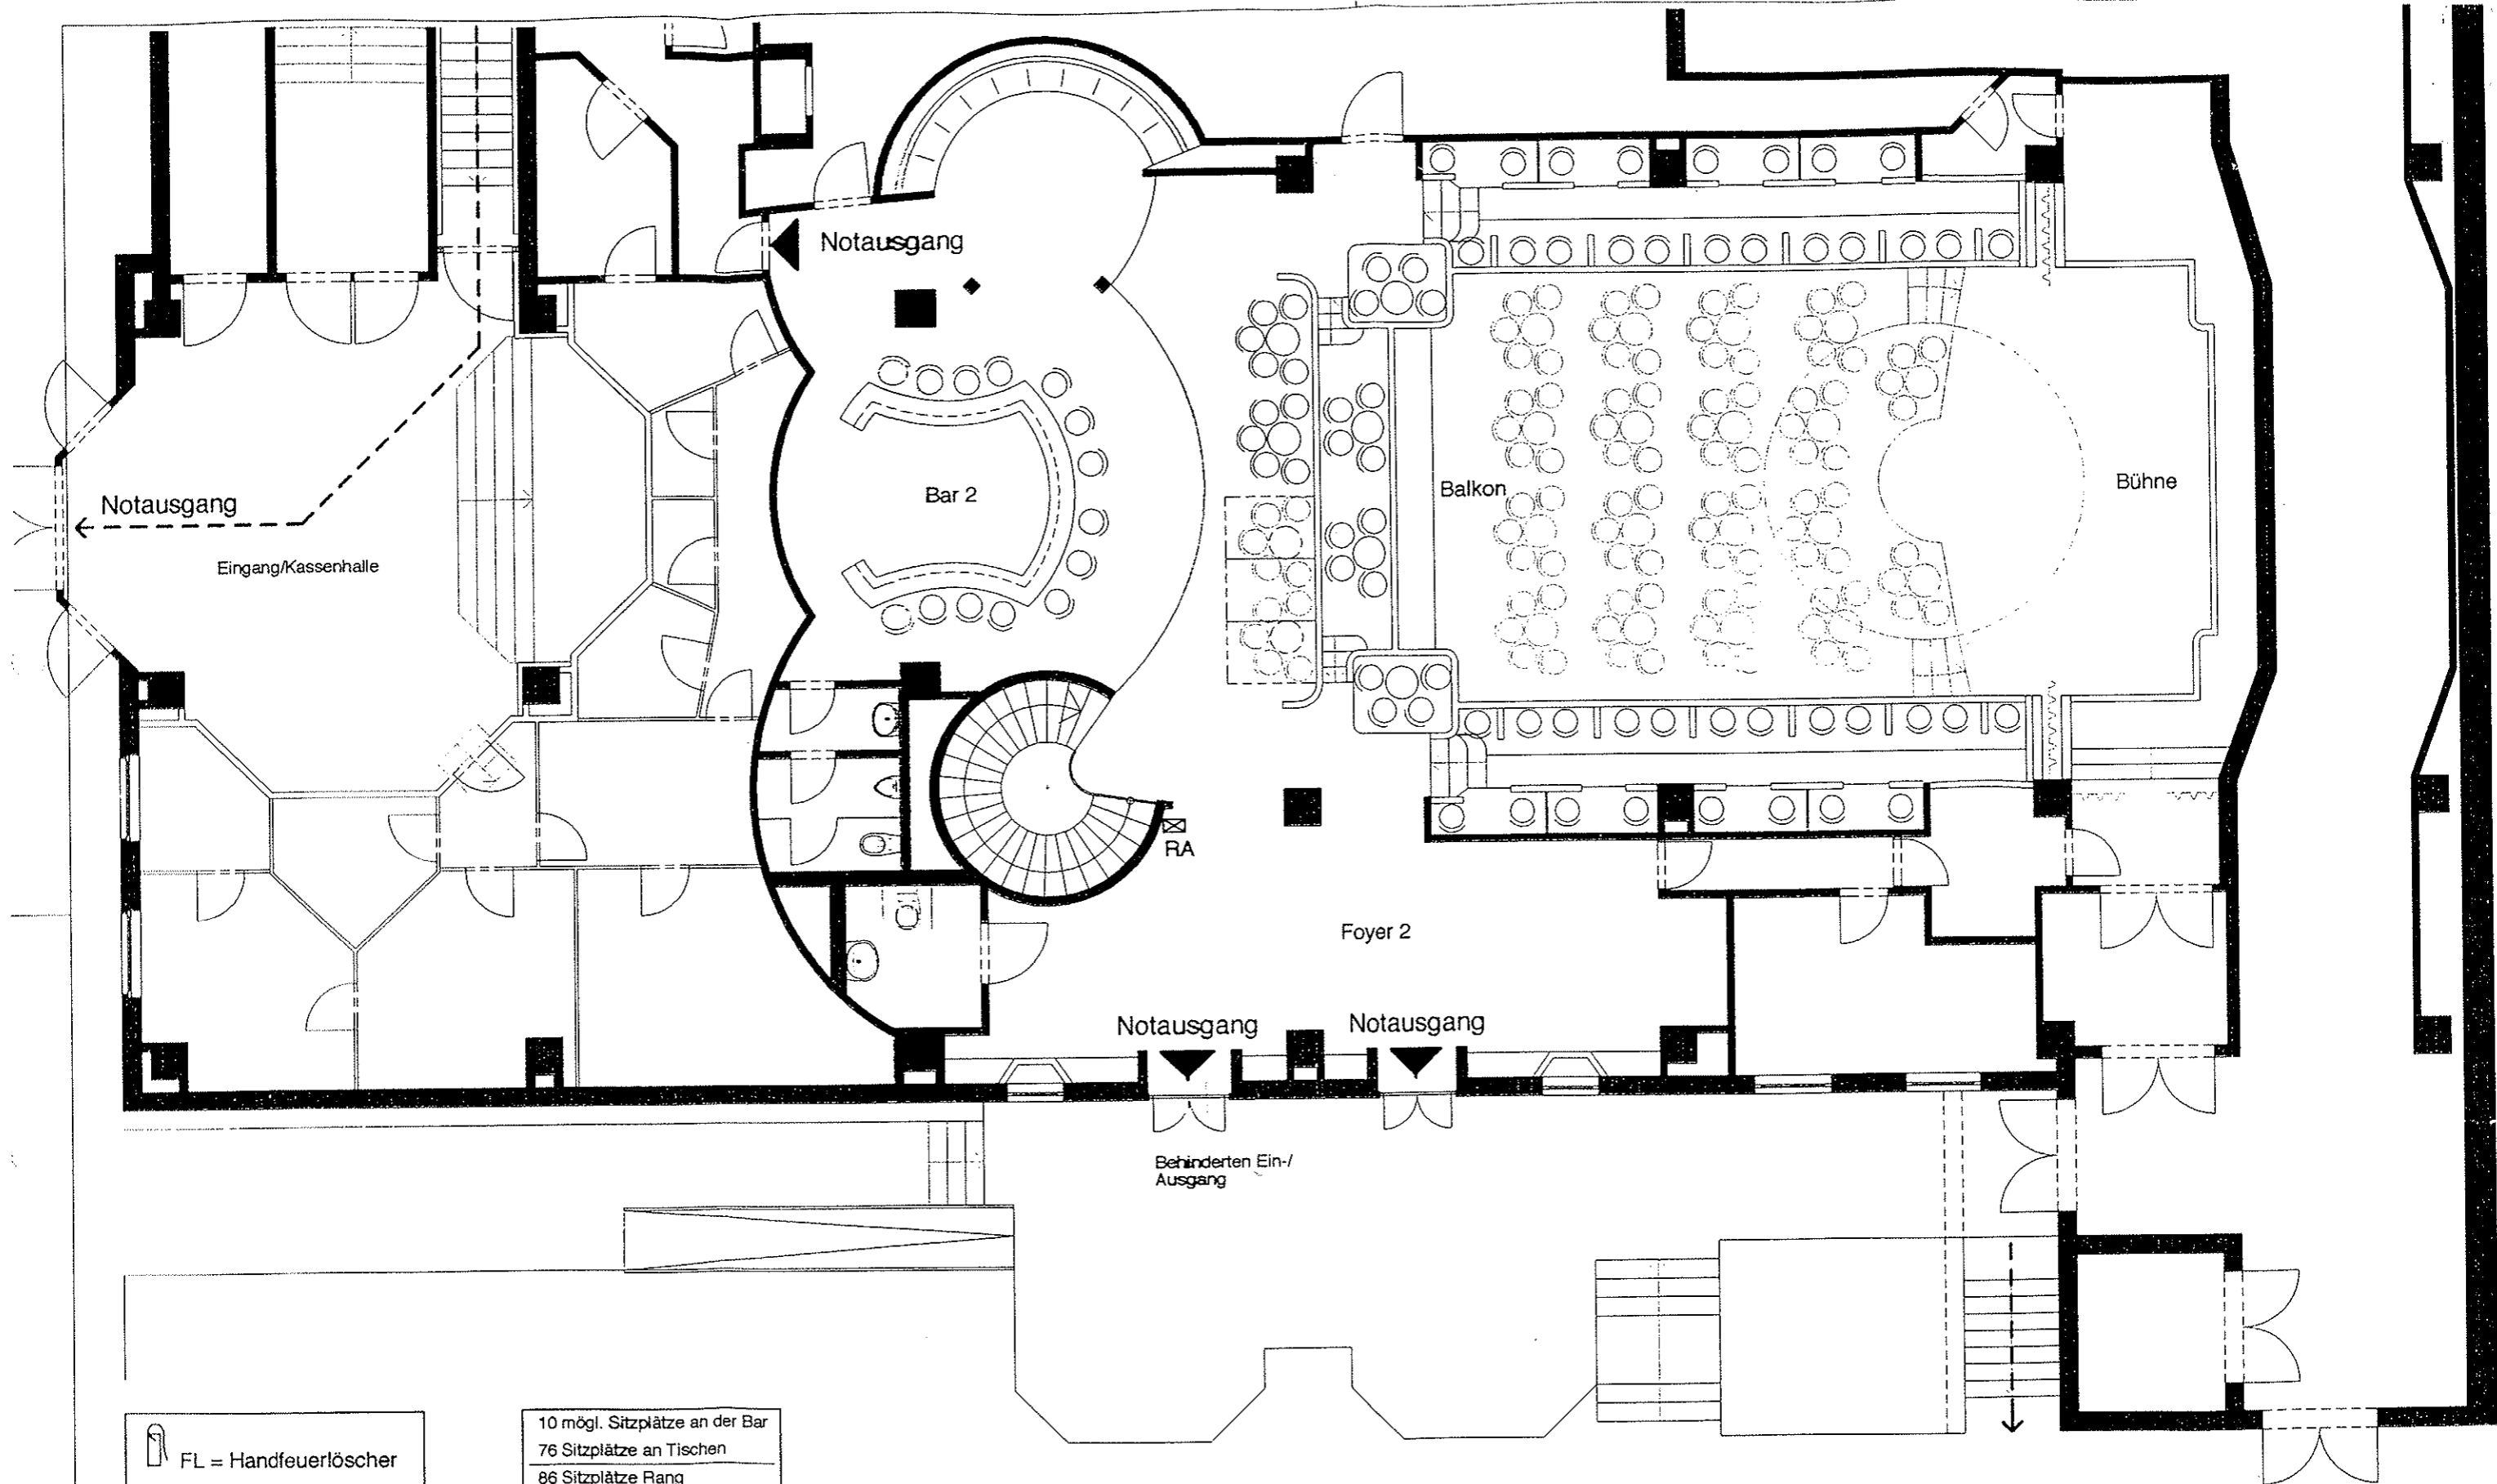 Notausgang
Notausgang
Eingang/Kassenhalle
Bar 2
Balkon
Bühne
RA
Foyer 2
Notausgang
Notausgang
Behinderten Ein-/
Ausgang
FL = Handfeuerlöscher
10 mögl. Sitzplätze an der Bar
76 Sitzplätze an Tischen
86 Sitzplätze Rang